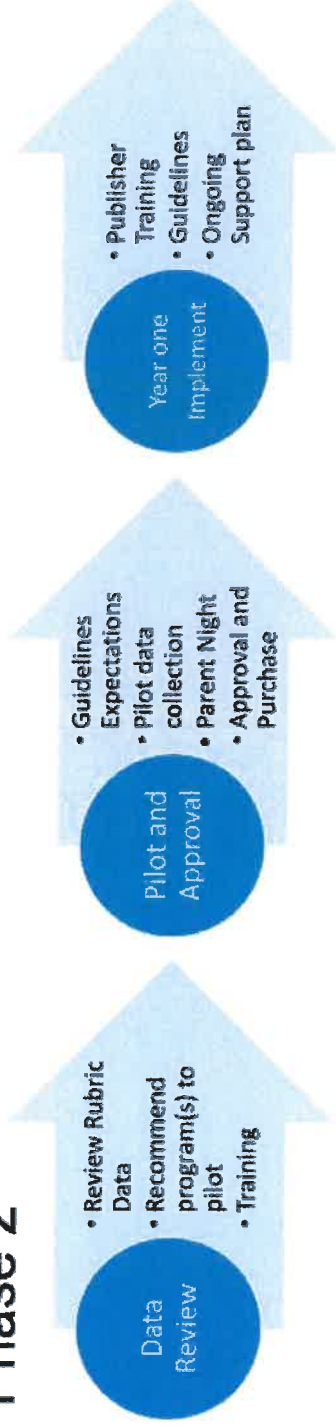 Phase 2
Data
Review
• Review Rubric
Data
• Recommend
program(s) to
pilot
• Training
Pilot and
Approval
• Guidelines
Expectations
• Pilot data
collection
• Parent Night
• Approval and
Purchase
Year one
Implement
• Publisher
Training
• Guidelines
• Ongoing
Support plan